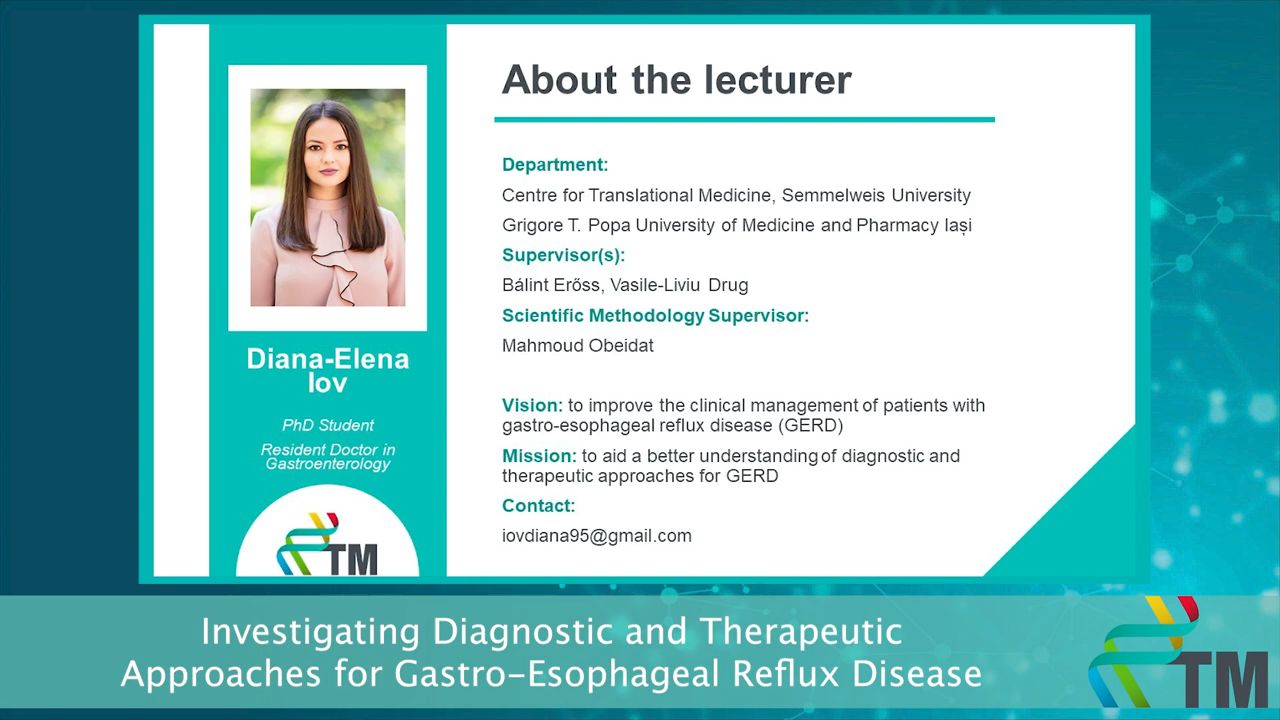 About the lecturer
Department:
Centre for Translational Medicine, Semmelweis University
Grigore T. Popa University of Medicine and Pharmacy Iași
Supervisor(s):
Bálint Erőss, Vasile-Liviu Drug
Scientific Methodology Supervisor:
Mahmoud Obeidat
Vision: to improve the clinical management of patients with
gastro-esophageal reflux disease (GERD)
Mission: to aid a better understanding of diagnostic and
therapeutic approaches for GERD
Contact:
iovdiana95@gmail.com
Diana-Elena
Iov
PhD Student
Resident Doctor in
Gastroenterology
TM
Investigating Diagnostic and Therapeutic
Approaches for Gastro-Esophageal Reflux Disease
TM